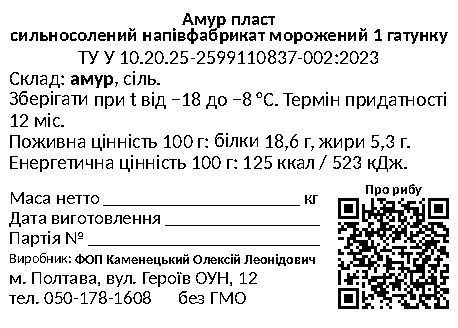 Амур пласт
сильносолений напівфабрикат морожений 1 гатунку
ТУ У 10.20.25-2599110837-002:2023
Склад: амур, сіль.
Зберігати при t від −18 до −8 °С. Термін придатності
12 міс.
Поживна цінність 100 г: білки 18,6 г, жири 5,3 г.
Енергетична цінність 100 г: 125 ккал / 523 кДж.
Маса нетто ____________________ кг
Про рибу
Дата виготовлення ________________
Партія № ________________________
Виробник: ФОП Каменецький Олексій Леонідович
м. Полтава, вул. Героїв ОУН, 12
тел. 050-178-1608 без ГМО